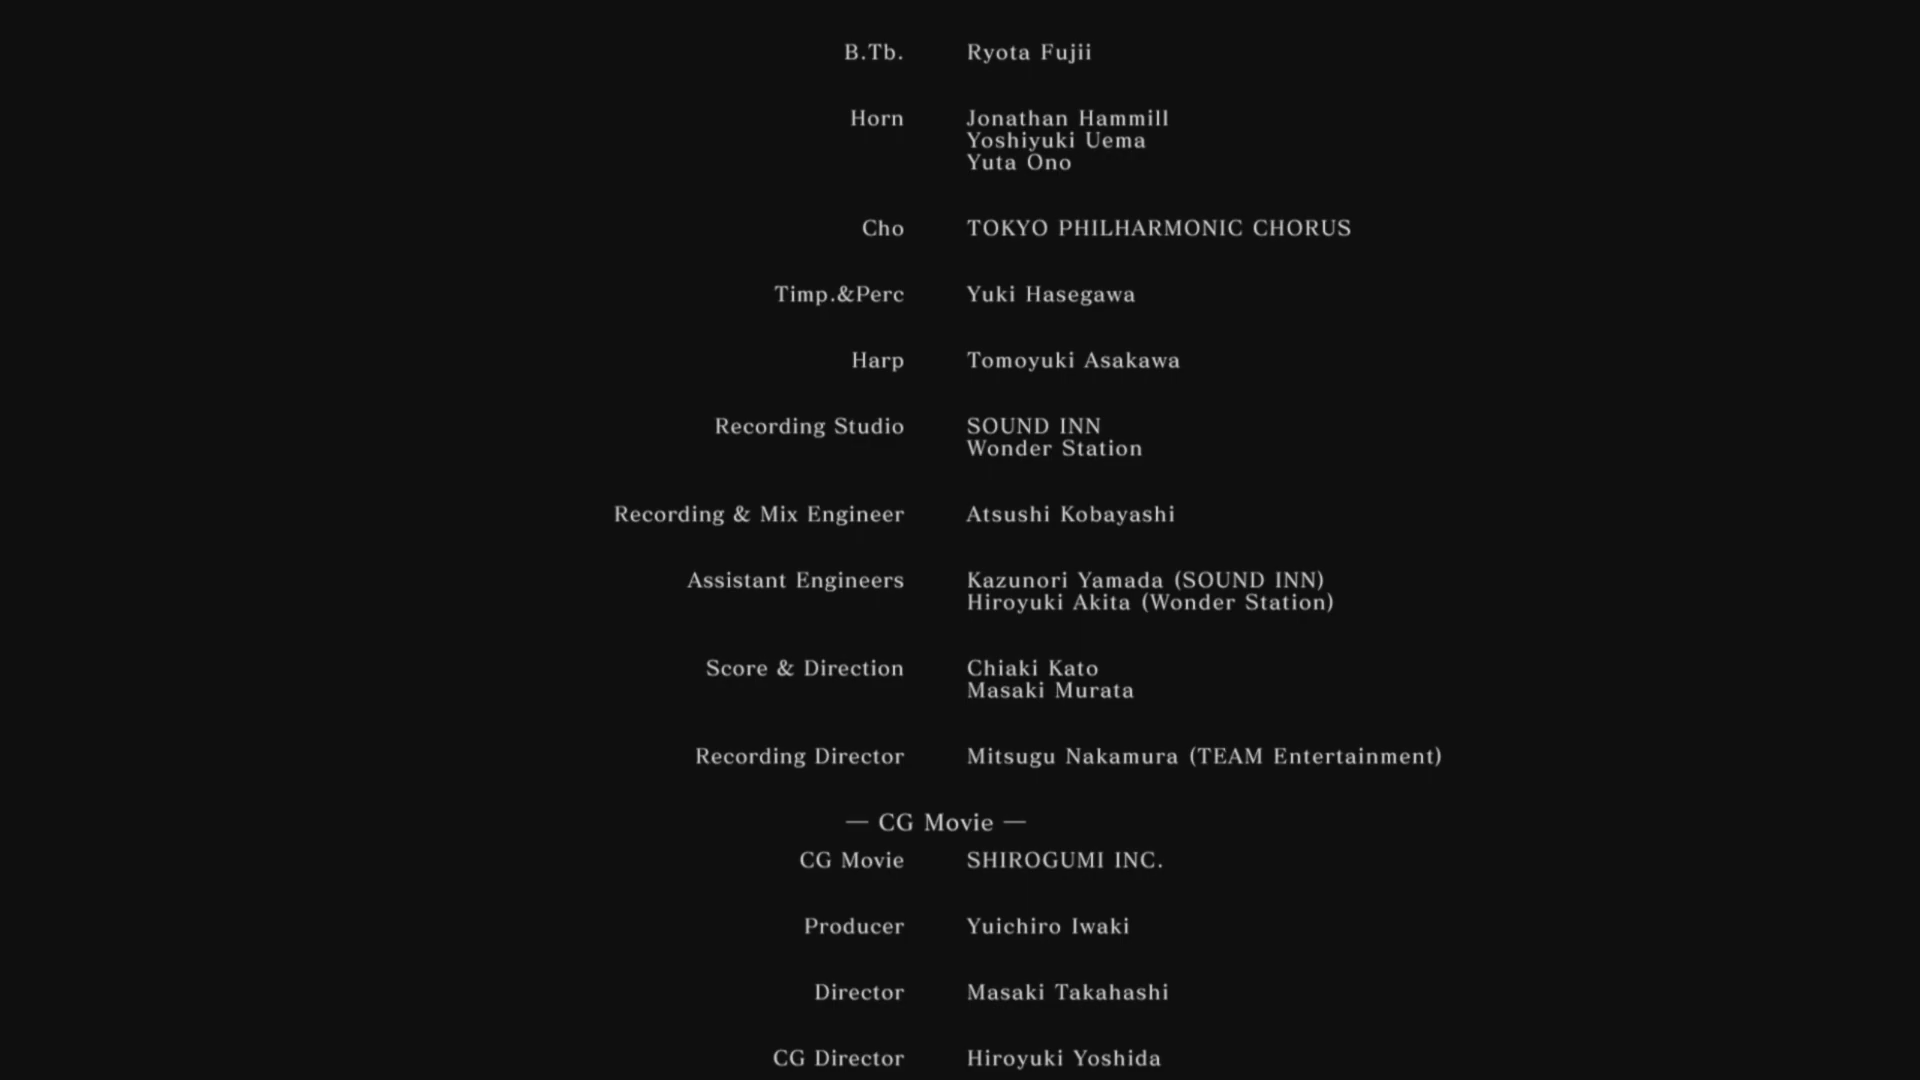 B.Tb. Ryota Fujii
Horn Jonathan Hammill
Yoshiyuki Uema
Yuta Ono
Cho TOKYO PHILHARMONIC CHORUS
Timp.&Perc Yuki Hasegawa
Harp Tomoyuki Asakawa
Recording Studio SOUND INN
Wonder Station
Recording & Mix Engineer Atsushi Kobayashi
Assistant Engineers Kazunori Yamada (SOUND INN)
Hiroyuki Akita (Wonder Station)
Score & Direction Chiaki Kato
Masaki Murata
Recording Director Mitsugu Nakamura (TEAM Entertainment)
— CG Movie —
CG Movie SHIROGUMI INC.
Producer Yuichiro Iwaki
Director Masaki Takahashi
CG Director Hiroyuki Yoshida